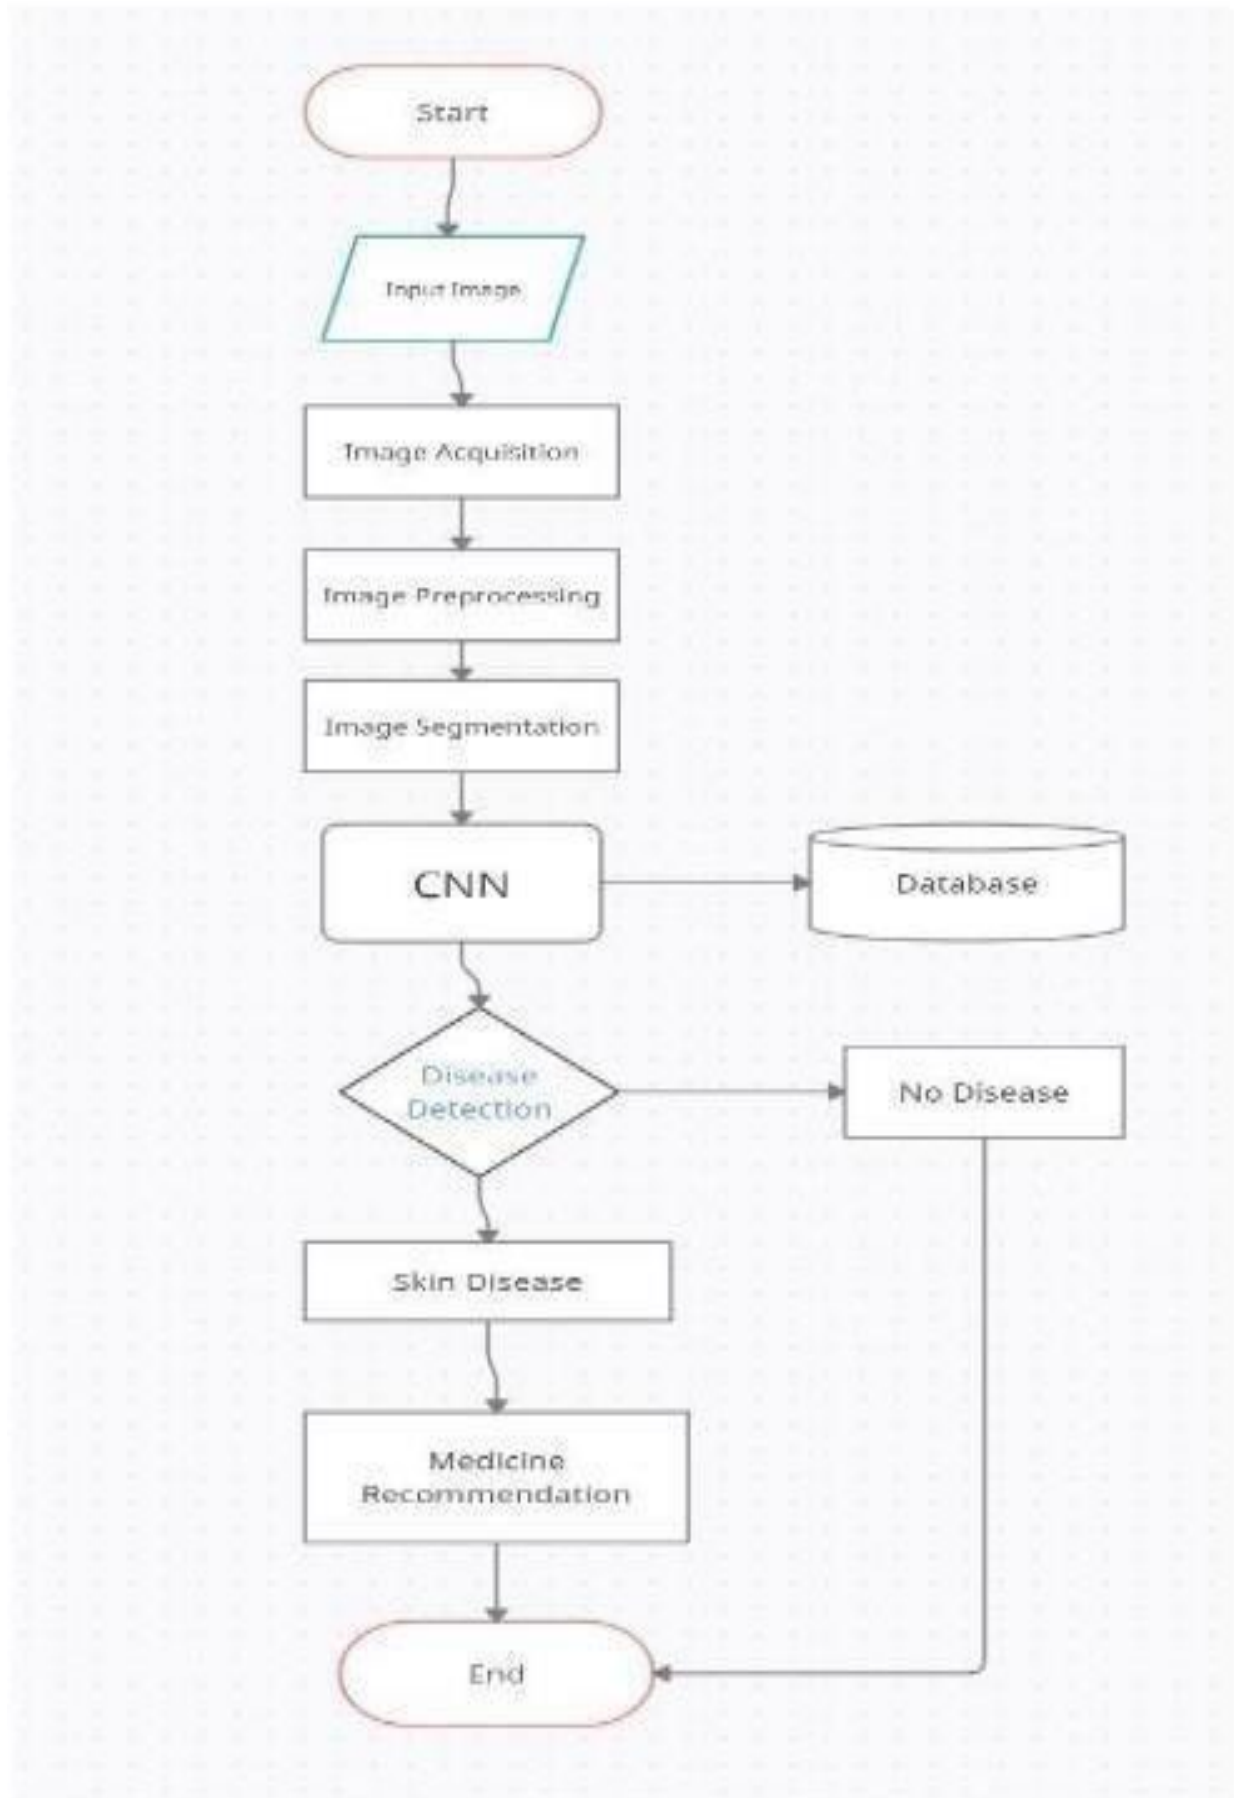 Start
Input Image
Image Acquisition
Image Preprocessing
Image Segmentation
CNN
Database
Disease
Detection
No Disease
Skin Disease
Medicine
Recommendation
End